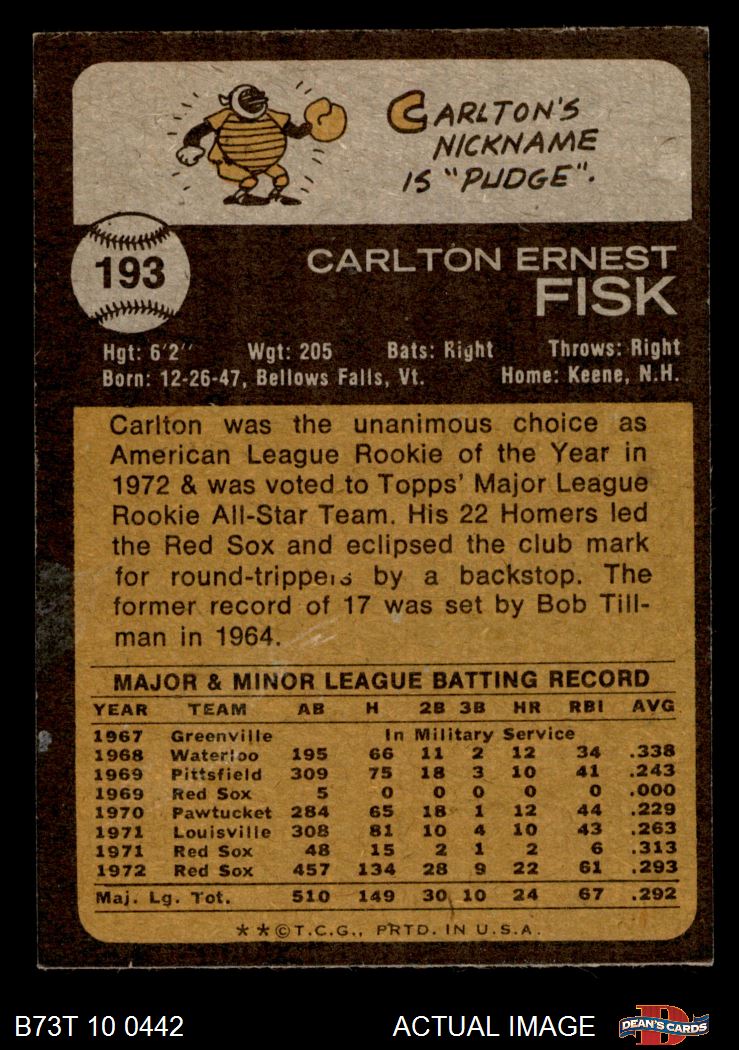 CARLTON'S
NICKNAME
IS "PUDGE".
193
CARLTON ERNEST
FISK
Hgt: 6'2" Wgt: 205 Bats: Right Throws: Right
Born: 12-26-47, Bellows Falls, Vt. Home: Keene, N.H.
Carlton was the unanimous choice as
American League Rookie of the Year in
1972 & was voted to Topps' Major League
Rookie All-Star Team. His 22 Homers led
the Red Sox and eclipsed the club mark
for round-trippers by a backstop. The
former record of 17 was set by Bob Till-
man in 1964.
MAJOR & MINOR LEAGUE BATTING RECORD
YEAR TEAM AB H 2B 3B HR RBI AVG
1967 Greenville In Military Service
1968 Waterloo 195 66 11 2 12 34 .338
1969 Pittsfield 309 75 18 3 10 41 .243
1969 Red Sox 5 0 0 0 0 0 .000
1970 Pawtucket 284 65 18 1 12 44 .229
1971 Louisville 308 81 10 4 10 43 .263
1971 Red Sox 48 15 2 1 2 6 .313
1972 Red Sox 457 134 28 9 22 61 .293
Maj. Lg. Tot. 510 149 30 10 24 67 .292
**©T.C.G., PRTD. IN U.S.A.
B73T 10 0442 ACTUAL IMAGE D DEAN'S CARDS